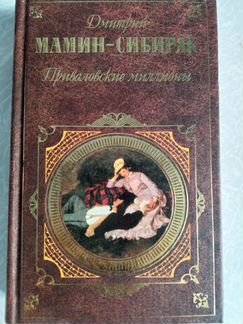 Дмитрий
МАМИН-СИБИРЯК
Приваловские миллионы